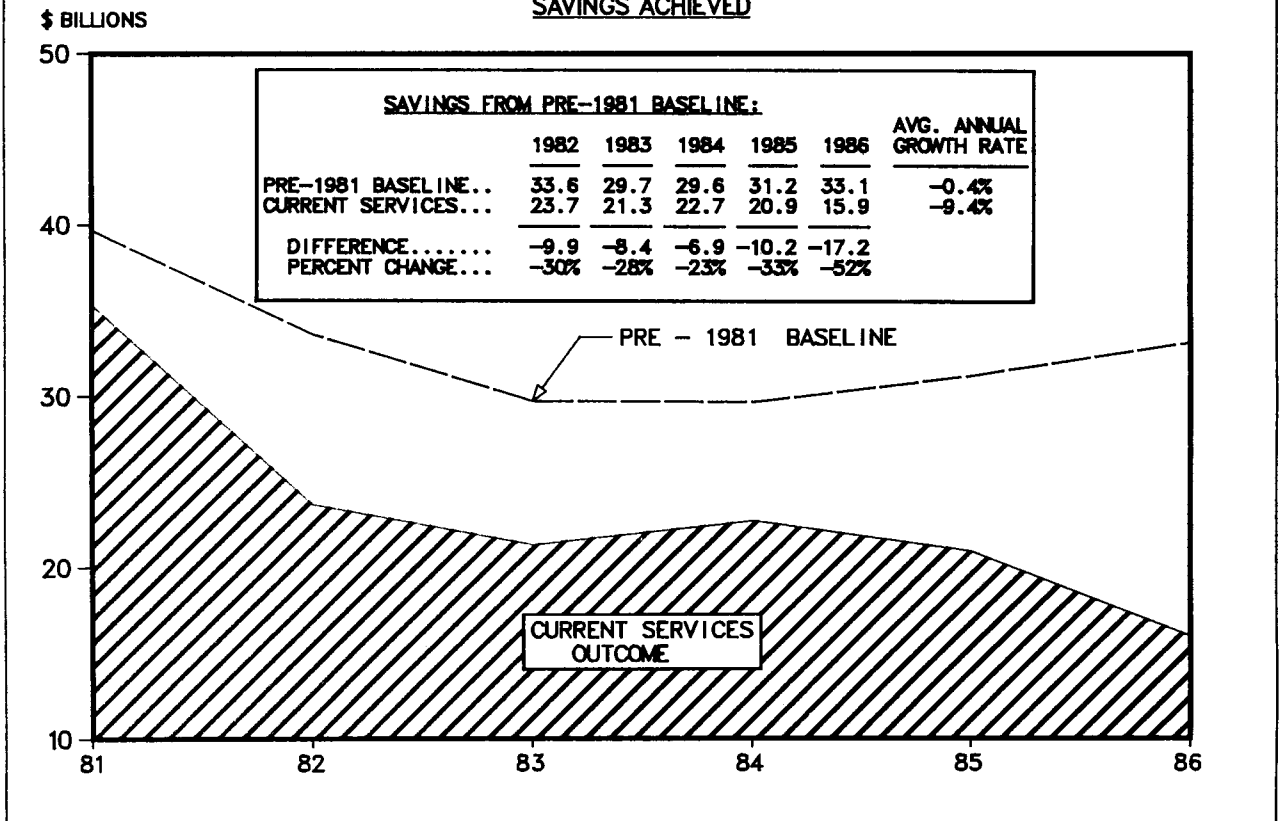 SAVINGS ACHIEVED
$ BILLIONS
50
SAVINGS FROM PRE-1981 BASELINE:
AVG. ANNUAL
1982 1983 1984 1985 1986 GROWTH RATE
PRE-1981 BASELINE.. 33.6 29.7 29.6 31.2 33.1 -0.4%
CURRENT SERVICES... 23.7 21.3 22.7 20.9 15.9 -9.4%
DIFFERENCE....... -9.9 -8.4 -6.9 -10.2 -17.2
PERCENT CHANGE... -30% -28% -23% -33% -52%
40
PRE - 1981 BASELINE
30
20
CURRENT SERVICES
OUTCOME
10
81 82 83 84 85 86